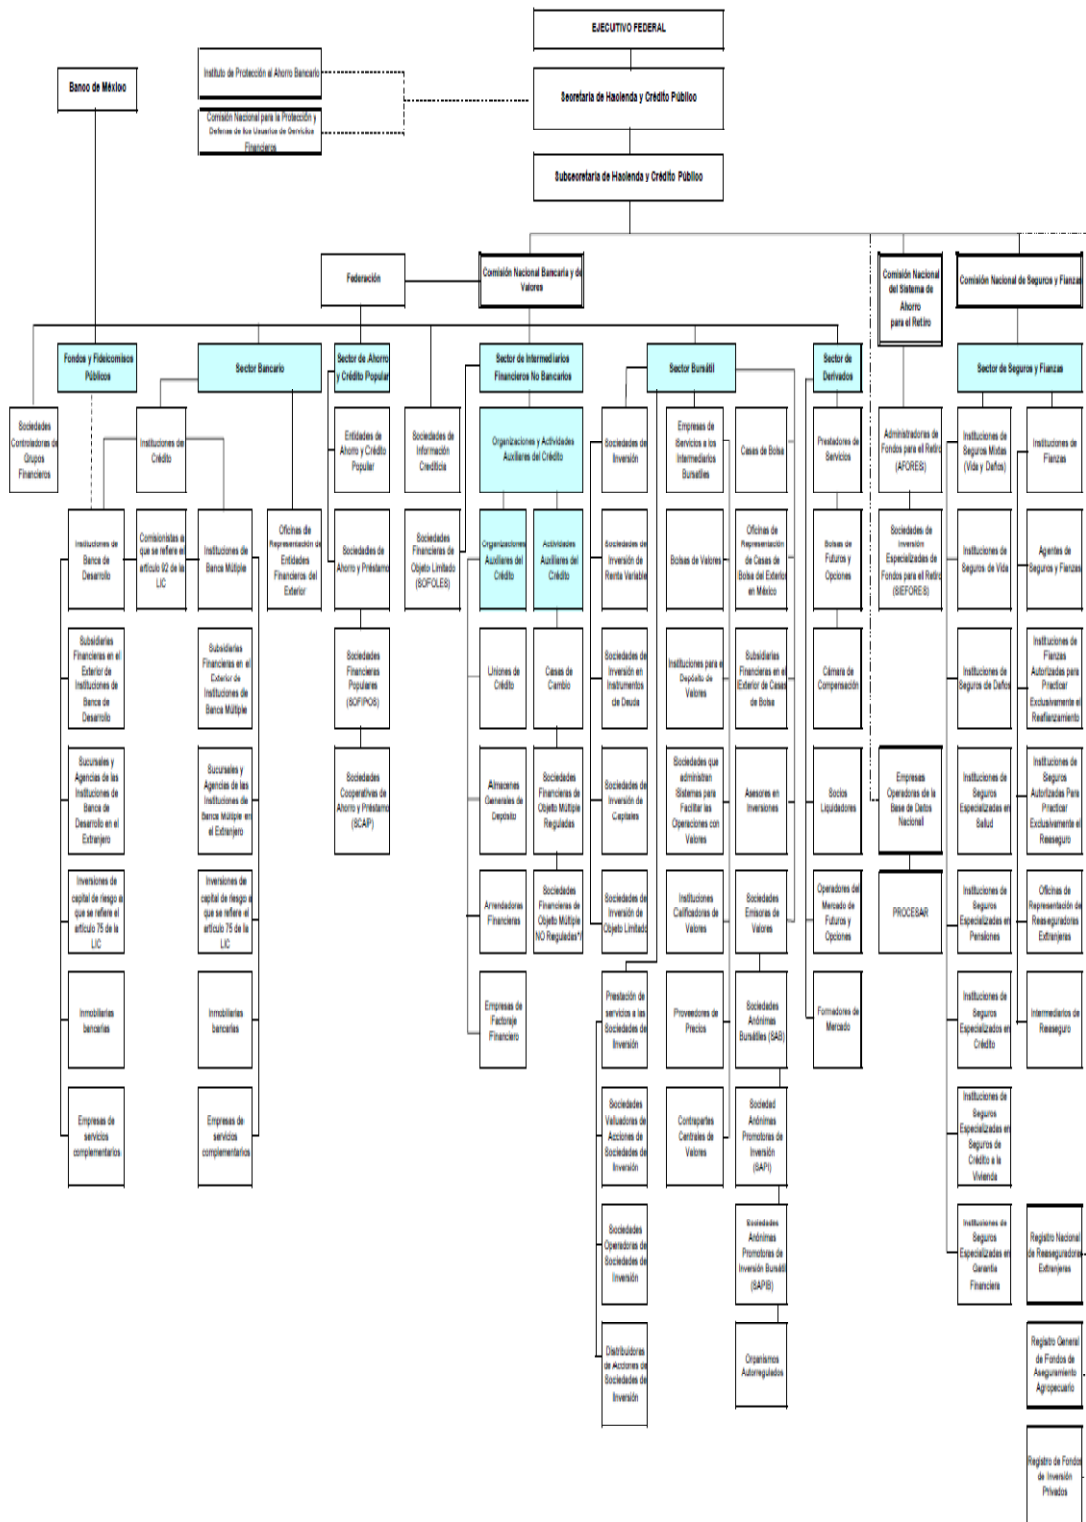 EJECUTIVO FEDERAL
Instituto de Protección al Ahorro Bancario
Banco de México
Secretaría de Hacienda y Crédito Público
Comisión Nacional para la Protección y
Defensa de los Usuarios de Servicios
Financieros
Subsecretaría de Hacienda y Crédito Público
Federación
Comisión Nacional Bancaria y de
Valores
Comisión Nacional
del Sistema de
Ahorro
para el Retiro
Comisión Nacional de Seguros y Fianzas
Fondos y Fideicomisos
Públicos
Sector Bancario
Sector de Ahorro
y Crédito Popular
Sector de Intermediarios
Financieros No Bancarios
Sector Bursátil
Sector de
Derivados
Sector de Seguros y Fianzas
Sociedades
Controladoras de
Grupos
Financieros
Instituciones de
Crédito
Entidades de
Ahorro y Crédito
Popular
Sociedades de
Información
Crediticia
Organizaciones y Actividades
Auxiliares del Crédito
Sociedades de
Inversión
Empresas de
Servicios a los
Intermediarios
Bursátiles
Casas de Bolsa
Prestadores de
Servicios
Administradoras de
Fondos para el Retiro
(AFORES)
Instituciones de
Seguros Mixtas
(Vida y Daños)
Instituciones de
Fianzas
Instituciones de
Banca de
Desarrollo
Comisionistas a
que se refiere el
artículo 92 de la
LIC
Instituciones de
Banca Múltiple
Oficinas de
Representación de
Entidades
Financieros del
Exterior
Sociedades de
Ahorro y Préstamo
Sociedades
Financieras de
Objeto Limitado
(SOFOLES)
Organizaciones
Auxiliares del
Crédito
Actividades
Auxiliares del
Crédito
Sociedades de
Inversión de
Renta Variable
Bolsas de Valores
Oficinas de
Representación
de Casas de
Bolsa del Exterior
en México
Bolsas de
Futuros y
Opciones
Sociedades de
Inversión
Especializadas de
Fondos para el Retiro
(SIEFORES)
Instituciones de
Seguros de Vida
Agentes de
Seguros y Fianzas
Subsidiarias
Financieras en el
Exterior de
Instituciones de
Banca de
Desarrollo
Subsidiarias
Financieras en el
Exterior de
Instituciones de
Banca Múltiple
Sociedades
Financieras
Populares
(SOFIPOS)
Uniones de
Crédito
Casas de
Cambio
Sociedades de
Inversión en
Instrumentos
de Deuda
Instituciones para el
Depósito de
Valores
Subsidiarias
Financieras en el
Exterior de Casas
de Bolsa
Cámara de
Compensación
Instituciones de
Seguros de Daños
Instituciones de
Fianzas
Autorizadas para
Practicar
Exclusivamente el
Reafianzamiento
Sucursales y
Agencias de las
Instituciones de
Banca de
Desarrollo en el
Extranjero
Sucursales y
Agencias de las
Instituciones de
Banca Múltiple en
el Extranjero
Sociedades
Cooperativas de
Ahorro y Préstamo
(SCAP)
Almacenes
Generales de
Depósito
Sociedades
Financieras de
Objeto Múltiple
Reguladas
Sociedades de
Inversión de
Capitales
Sociedades que
administran
Sistemas para
Facilitar las
Operaciones con
Valores
Asesores en
Inversiones
Socios
Liquidadores
Empresas
Operadoras de la
Base de Datos
Nacional
Instituciones de
Seguros
Especializadas en
Salud
Instituciones de
Seguros
Autorizadas Para
Practicar
Exclusivamente el
Reaseguro
Inversiones de
capital de riesgo a
que se refiere el
artículo 75 de la
LIC
Inversiones de
capital de riesgo a
que se refiere el
artículo 75 de la
LIC
Arrendadoras
Financieras
Sociedades
Financieras de
Objeto Múltiple
NO Reguladas*/
Sociedades de
Inversión de
Objeto Limitado
Instituciones
Calificadoras de
Valores
Sociedades
Emisoras de
Valores
Operadores del
Mercado de
Futuros y
Opciones
PROCESAR
Instituciones de
Seguros
Especializadas en
Pensiones
Oficinas de
Representación de
Reaseguradoras
Extranjeras
Inmobiliarias
bancarias
Inmobiliarias
bancarias
Empresas de
Factoraje
Financiero
Prestación de
servicios a las
Sociedades de
Inversión
Proveedores de
Precios
Sociedades
Anónimas
Bursátiles (SAB)
Formadores de
Mercado
Instituciones de
Seguros
Especializadas en
Crédito
Intermediarios de
Reaseguro
Empresas de
servicios
complementarios
Empresas de
servicios
complementarios
Sociedades
Valuadoras de
Acciones de
Sociedades de
Inversión
Contrapartes
Centrales de
Valores
Sociedad
Anónimas
Promotoras de
Inversión
(SAPI)
Instituciones de
Seguros
Especializadas en
Seguros de
Crédito a la
Vivienda
Sociedades
Operadoras de
Sociedades de
Inversión
Sociedades
Anónimas
Promotoras de
Inversión Bursátil
(SAPIB)
Instituciones de
Seguros
Especializadas en
Garantía
Financiera
Registro Nacional
de Reaseguradoras
Extranjeras
Distribuidoras
de Acciones de
Sociedades de
Inversión
Organismos
Autorregulados
Registro General
de Fondos de
Aseguramiento
Agropecuario
Registro de Fondos
de Inversión
Privados